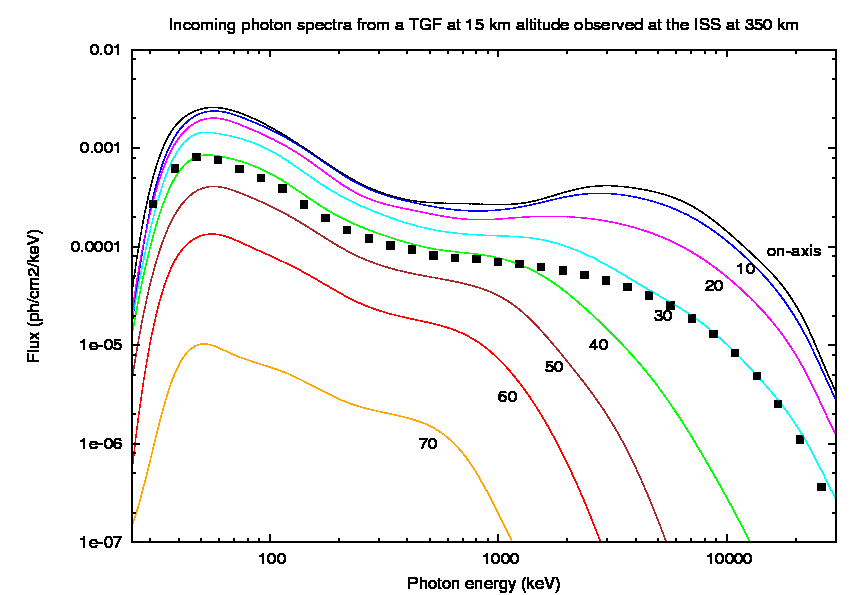 Incoming photon spectra from a TGF at 15 km altitude observed at the ISS at 350 km
0.01
0.001
0.0001
1e-05
1e-06
1e-07
Flux (ph/cm2/keV)
on-axis
10
20
30
40
50
60
70
100
1000
10000
Photon energy (keV)